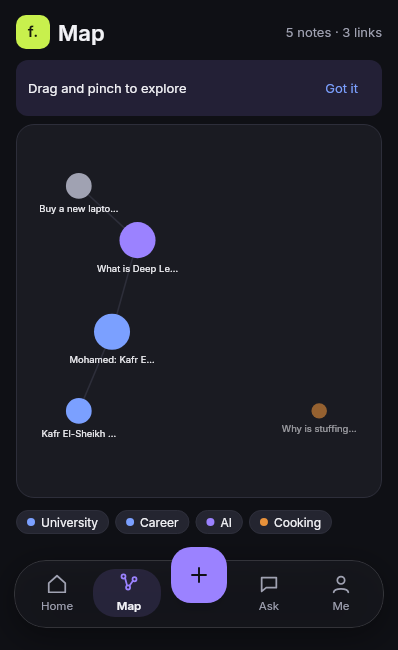 f. Map
5 notes · 3 links
Drag and pinch to explore
Got it
Buy a new lapto...
What is Deep Le...
Mohamed: Kafr E...
Kafr El-Sheikh ...
Why is stuffing...
University
Career
AI
Cooking
Home
Map
+
Ask
Me